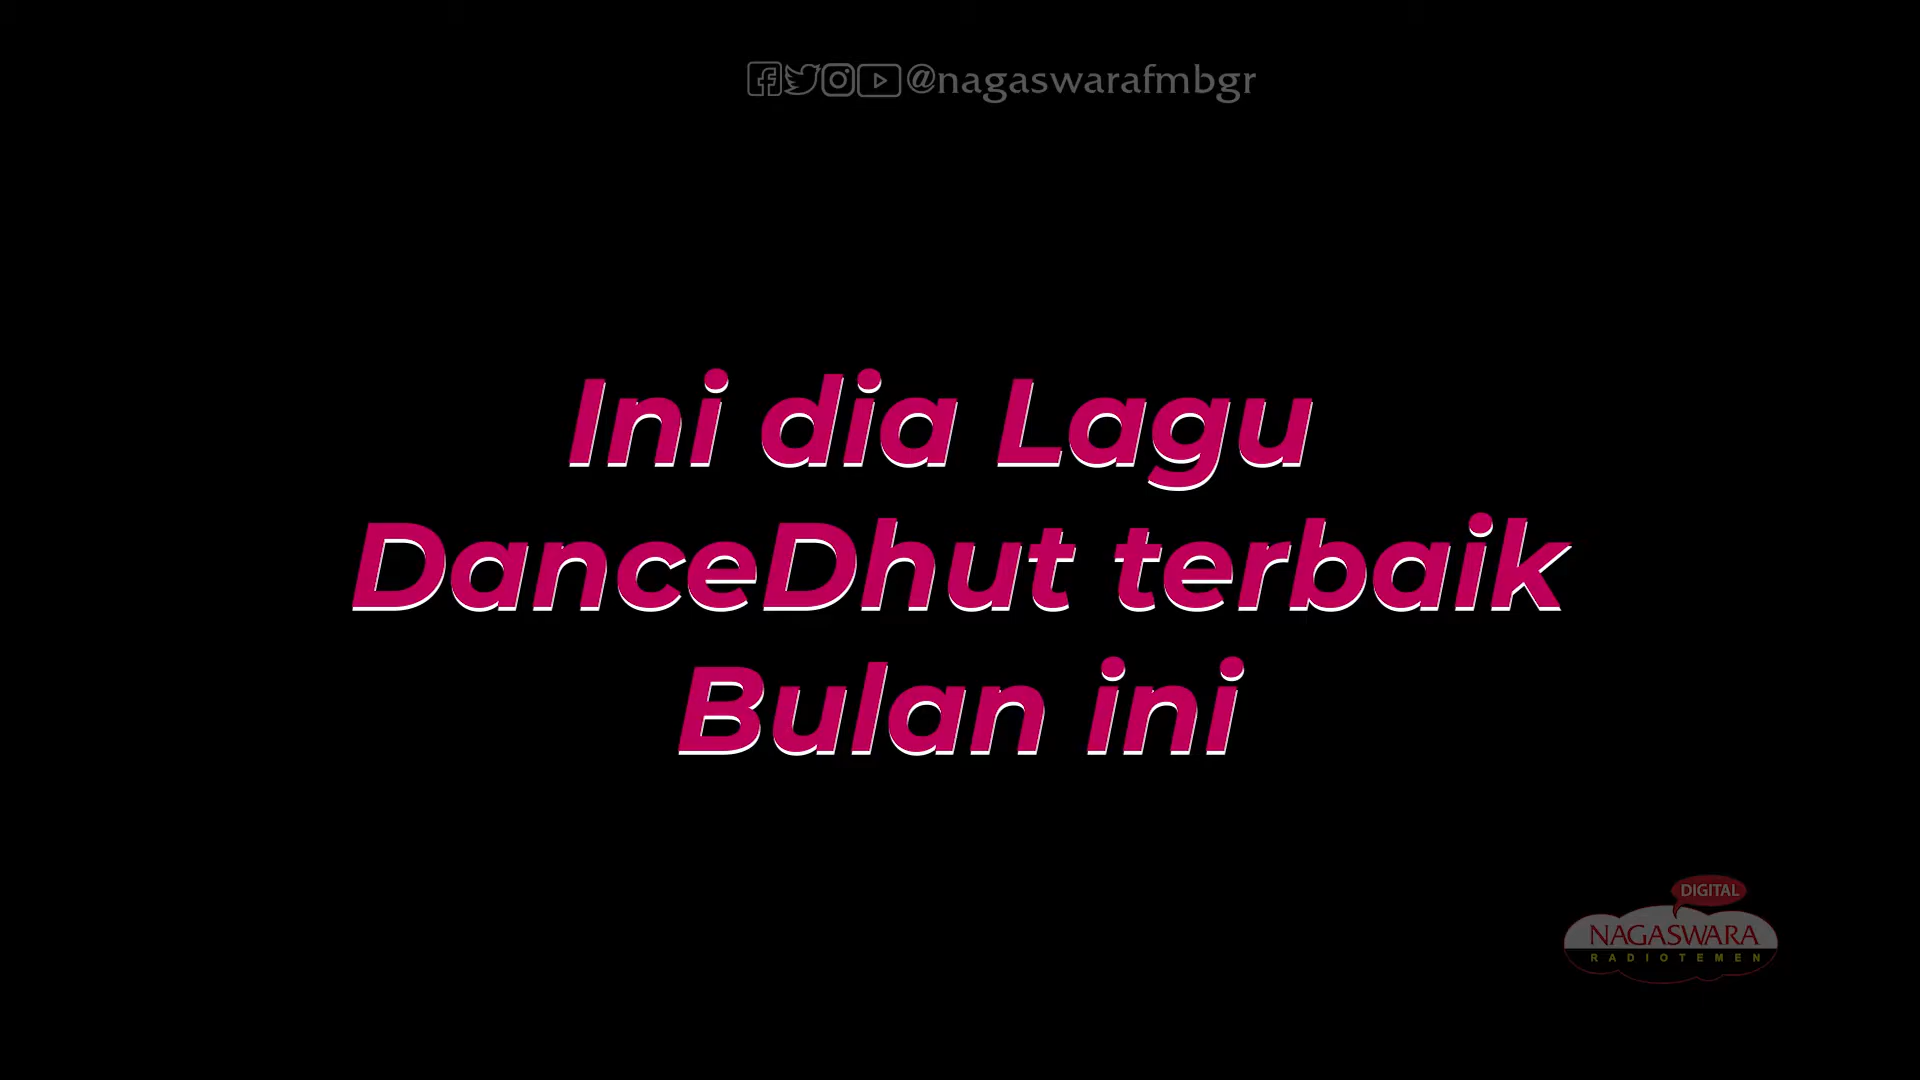 @nagaswarafmbgr
Ini dia Lagu
DanceDhut terbaik
Bulan ini
DIGITAL
NAGASWARA
RADIOTEMEN